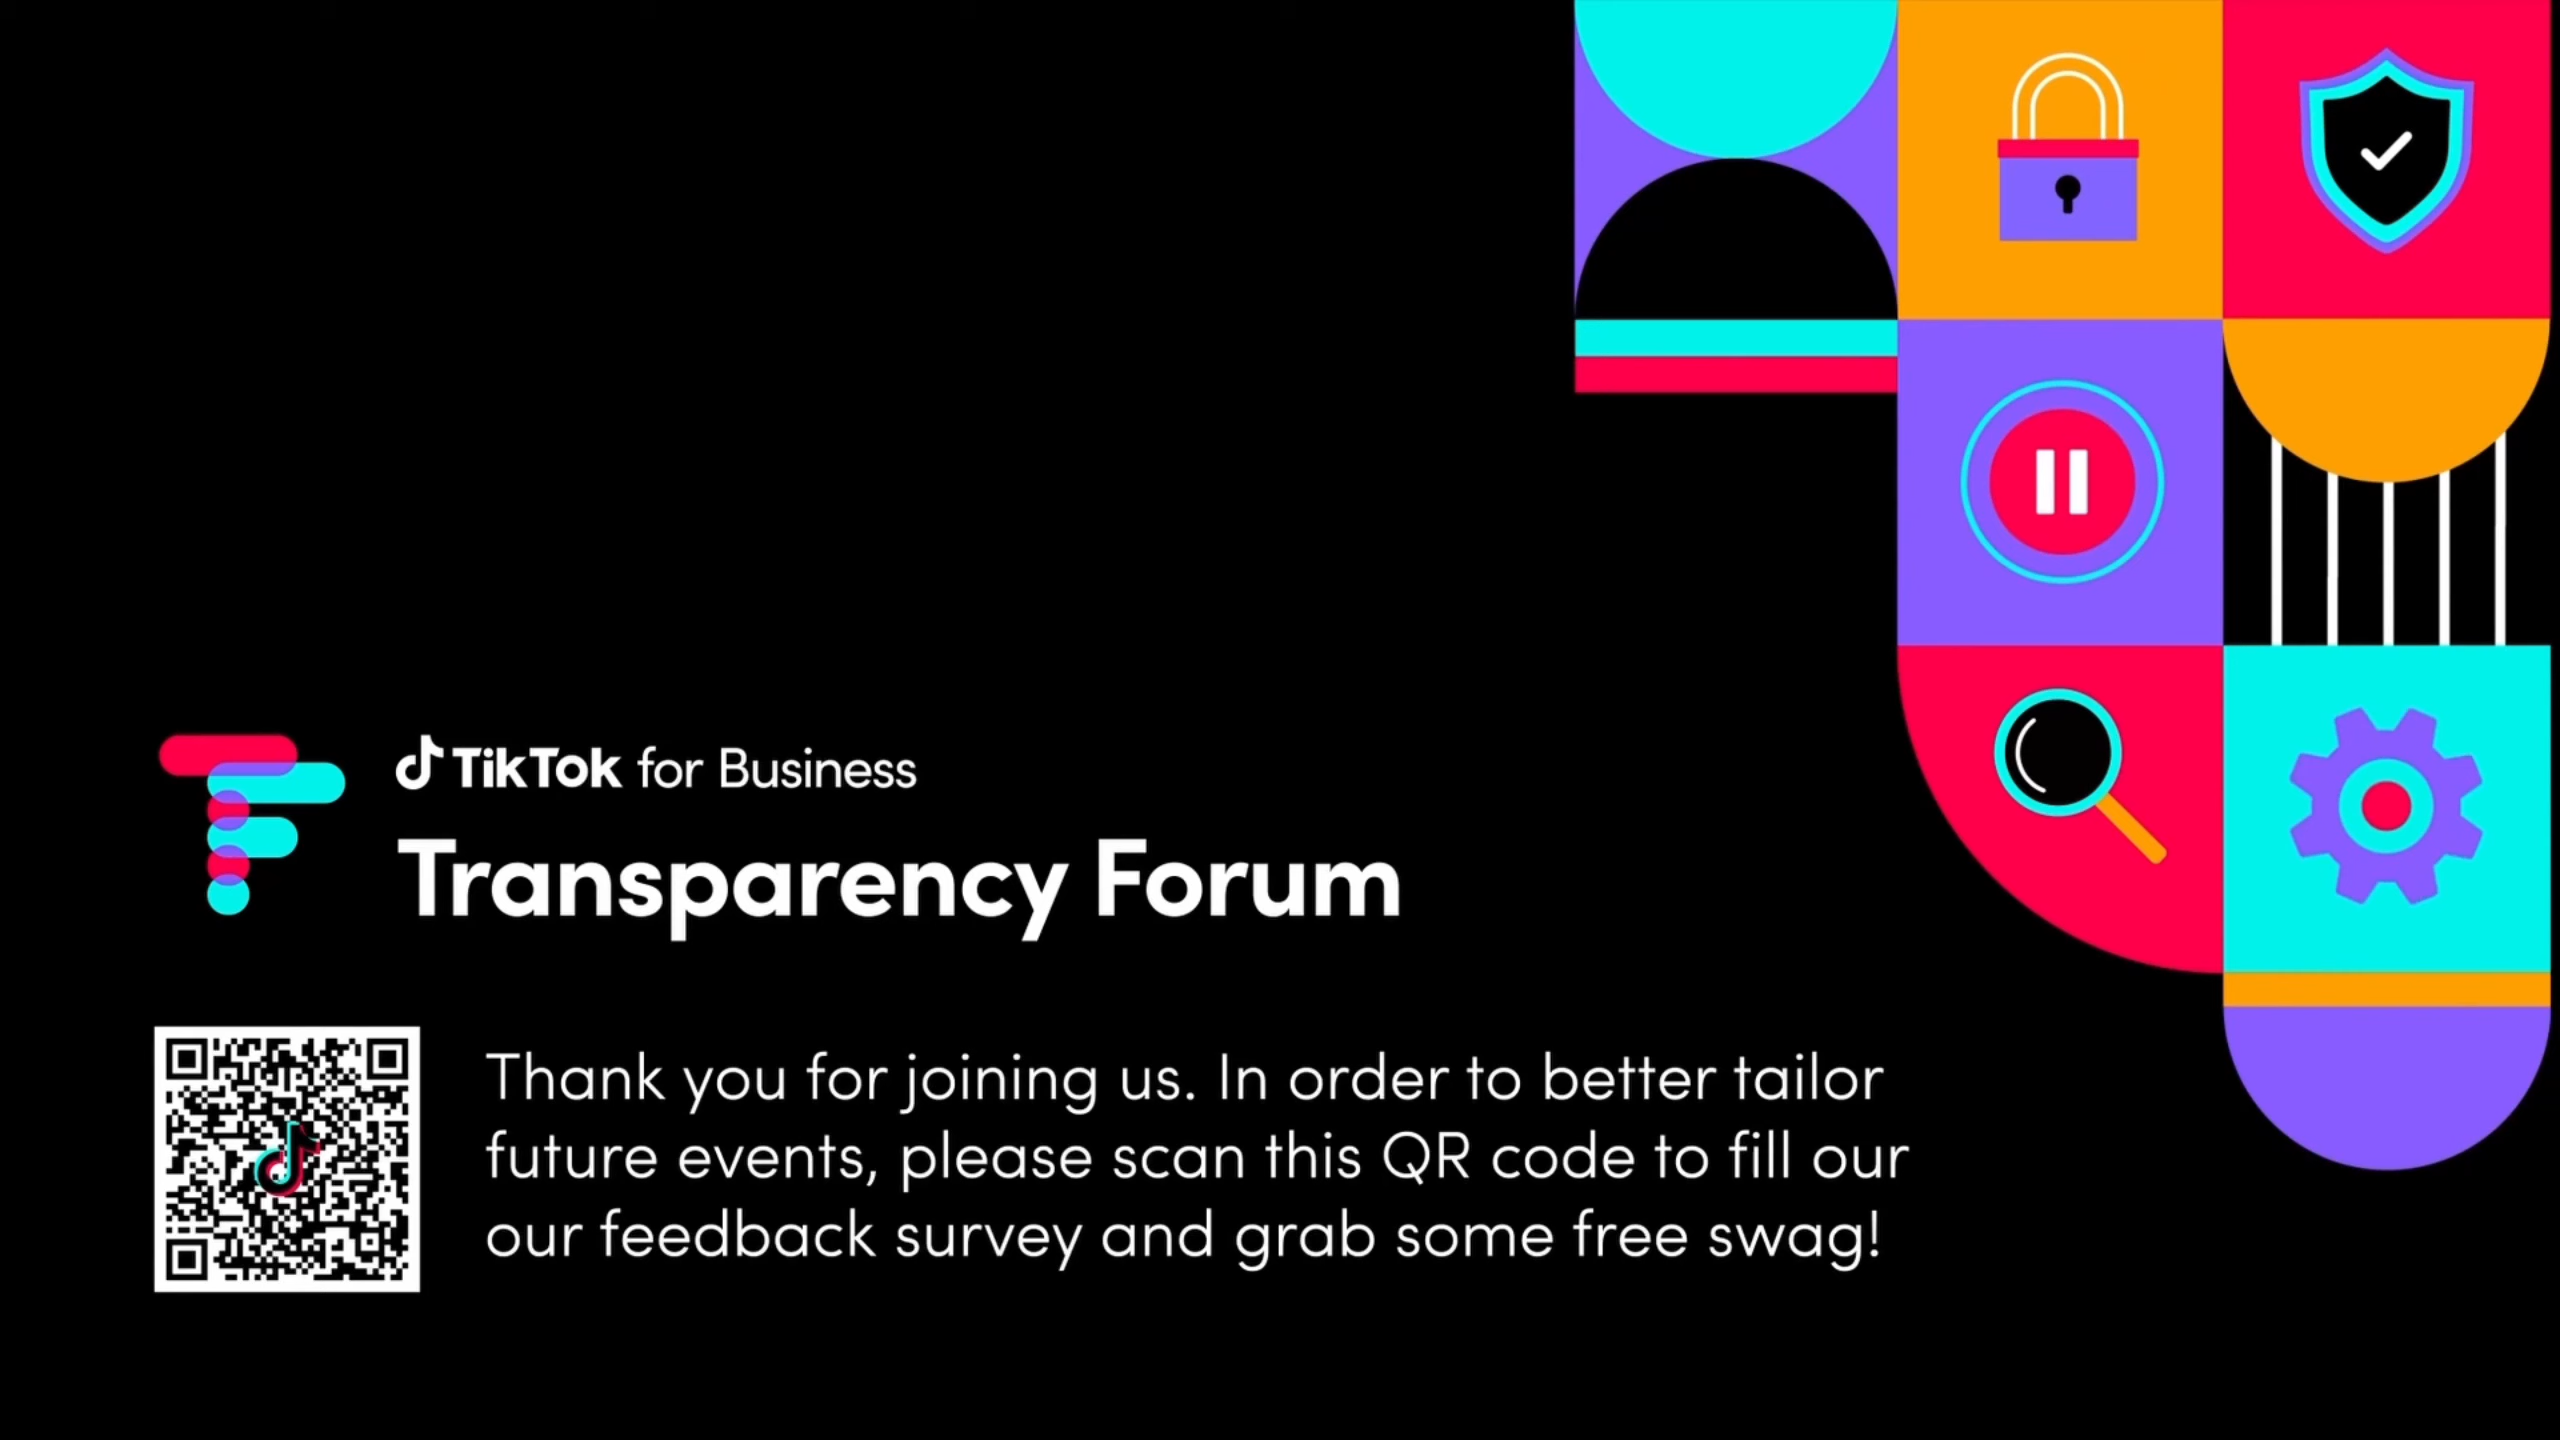 TikTok for Business
Transparency Forum
Thank you for joining us. In order to better tailor
future events, please scan this QR code to fill our
our feedback survey and grab some free swag!